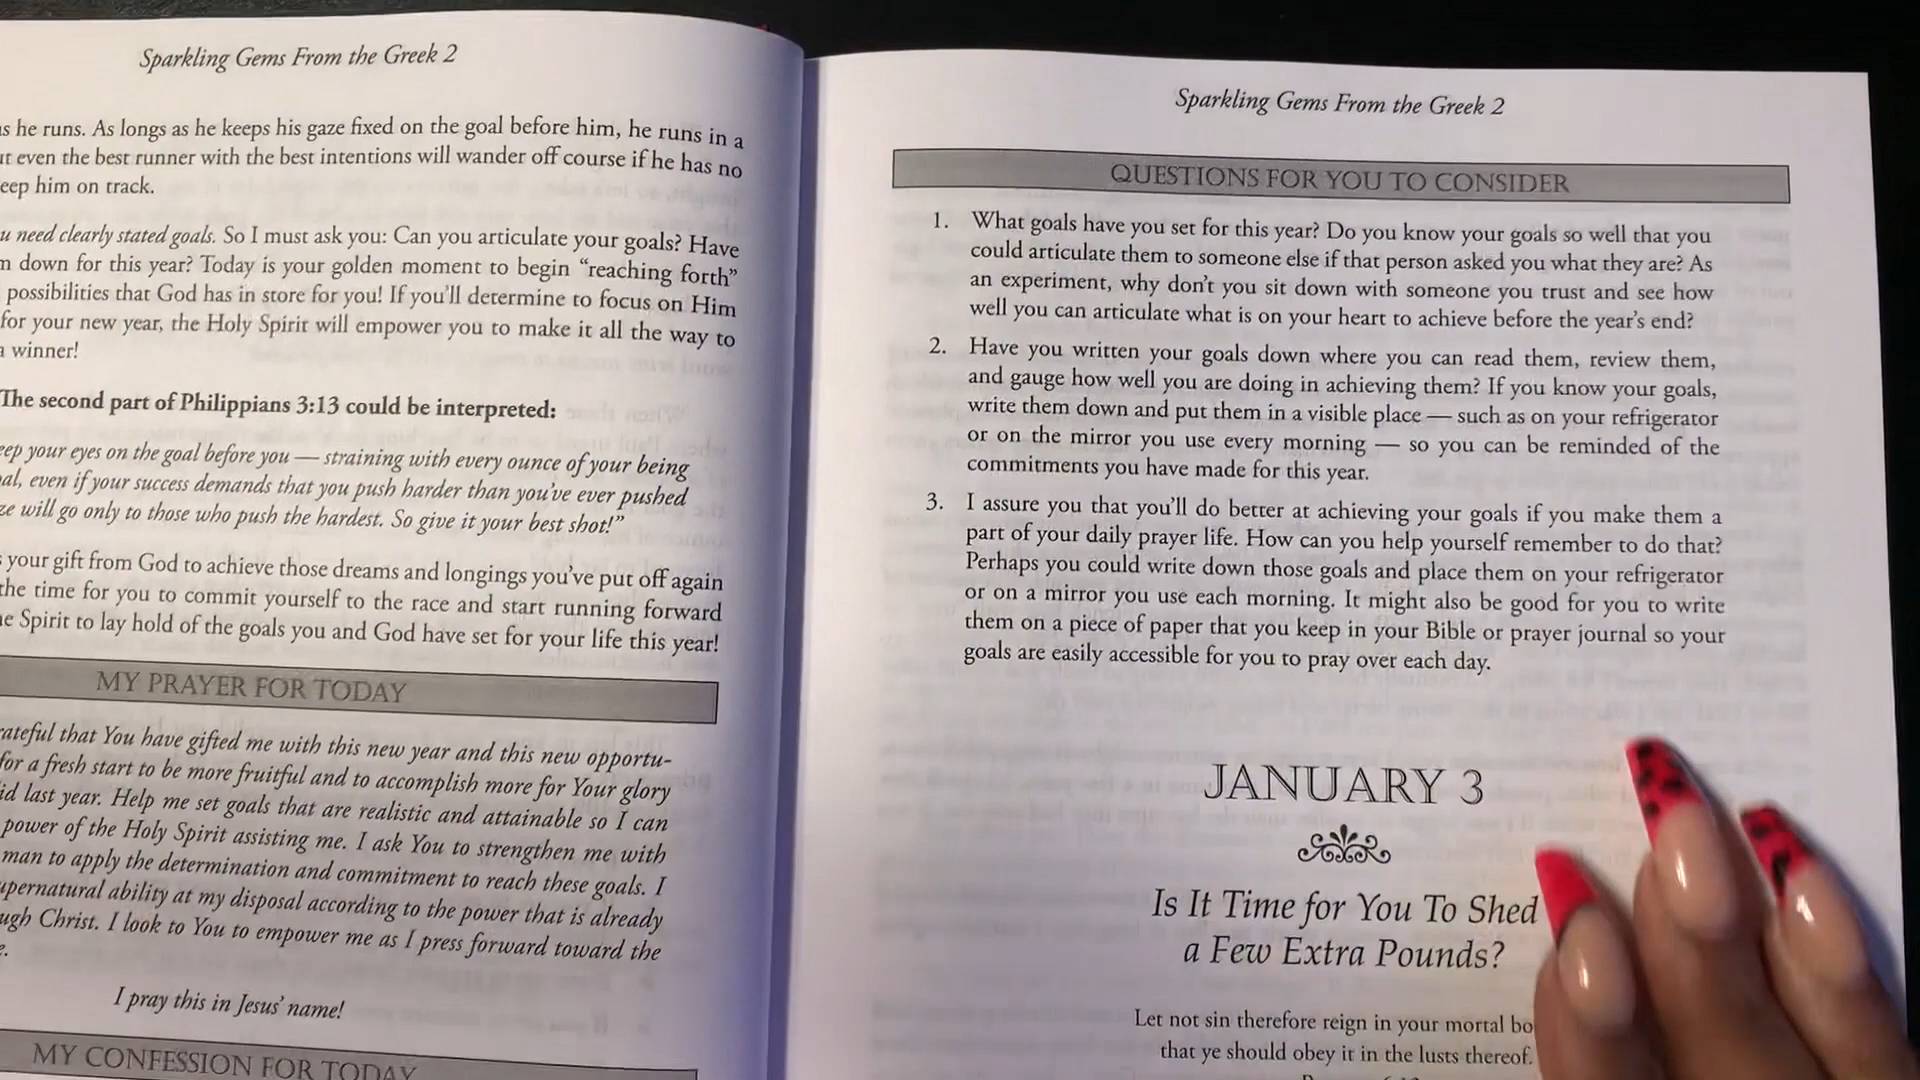 Sparkling Gems From the Greek 2
s he runs. As longs as he keeps his gaze fixed on the goal before him, he runs in a
even the best runner with the best intentions will wander off course if he has no
eep him on track.
u need clearly stated goals. So I must ask you: Can you articulate your goals? Have
down for this year? Today is your golden moment to begin “reaching forth”
possibilities that God has in store for you! If you’ll determine to focus on Him
for your new year, the Holy Spirit will empower you to make it all the way to
a winner!
The second part of Philippians 3:13 could be interpreted:
eep your eyes on the goal before you — straining with every ounce of your being
al, even if your success demands that you push harder than you’ve ever pushed
ze will go only to those who push the hardest. So give it your best shot!”
your gift from God to achieve those dreams and longings you’ve put off again
the time for you to commit yourself to the race and start running forward
e Spirit to lay hold of the goals you and God have set for your life this year!
MY PRAYER FOR TODAY
rateful that You have gifted me with this new year and this new opportu-
for a fresh start to be more fruitful and to accomplish more for Your glory
id last year. Help me set goals that are realistic and attainable so I can
power of the Holy Spirit assisting me. I ask You to strengthen me with
man to apply the determination and commitment to reach these goals. I
upernatural ability at my disposal according to the power that is already
ugh Christ. I look to You to empower me as I press forward toward the
e.
I pray this in Jesus’ name!
MY CONFESSION FOR TODAY
Sparkling Gems From the Greek 2
QUESTIONS FOR YOU TO CONSIDER
1. What goals have you set for this year? Do you know your goals so well that you
could articulate them to someone else if that person asked you what they are? As
an experiment, why don’t you sit down with someone you trust and see how
well you can articulate what is on your heart to achieve before the year’s end?
2. Have you written your goals down where you can read them, review them,
and gauge how well you are doing in achieving them? If you know your goals,
write them down and put them in a visible place — such as on your refrigerator
or on the mirror you use every morning — so you can be reminded of the
commitments you have made for this year.
3. I assure you that you’ll do better at achieving your goals if you make them a
part of your daily prayer life. How can you help yourself remember to do that?
Perhaps you could write down those goals and place them on your refrigerator
or on a mirror you use each morning. It might also be good for you to write
them on a piece of paper that you keep in your Bible or prayer journal so your
goals are easily accessible for you to pray over each day.
JANUARY 3
Is It Time for You To Shed
a Few Extra Pounds?
Let not sin therefore reign in your mortal bo
that ye should obey it in the lusts thereof.